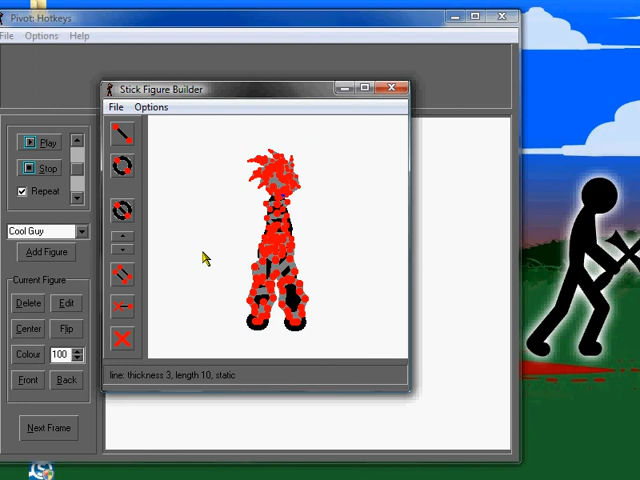 Pivot: Hotkeys
File Options Help
Stick Figure Builder
File Options
Play
Stop
Repeat
Cool Guy
Add Figure
Current Figure
Delete Edit
Center Flip
Colour 100
Front Back
Next Frame
line: thickness 3, length 10, static